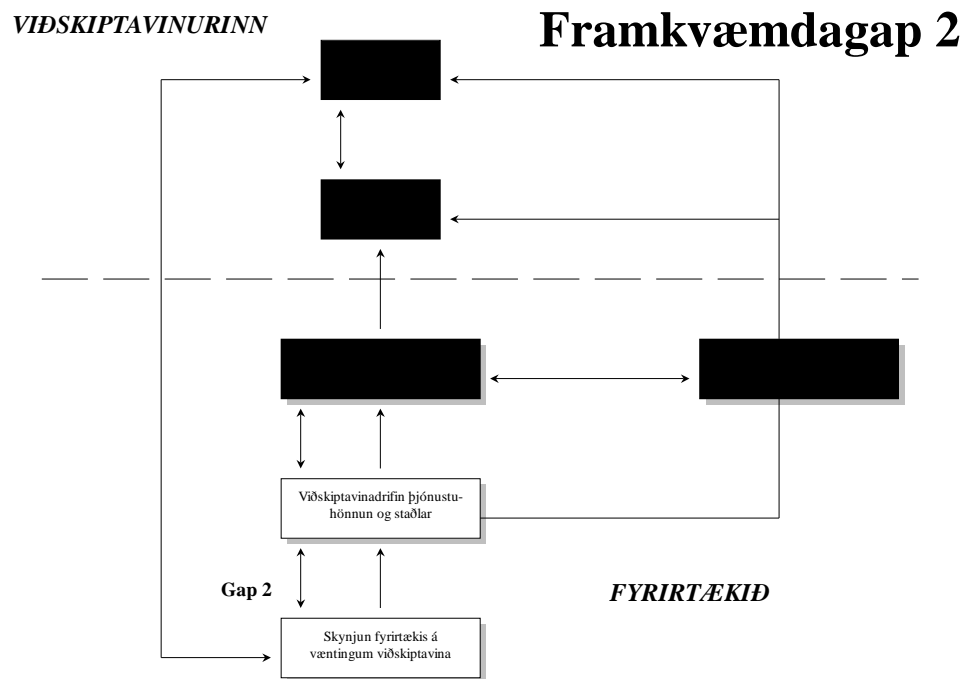 VIÐSKIPTAVINURINN
Framkvæmdagap 2
Viðskiptavinadrifin þjónustu-
hönnun og staðlar
Gap 2
FYRIRTÆKIÐ
Skynjun fyrirtækis á
væntingum viðskiptavina